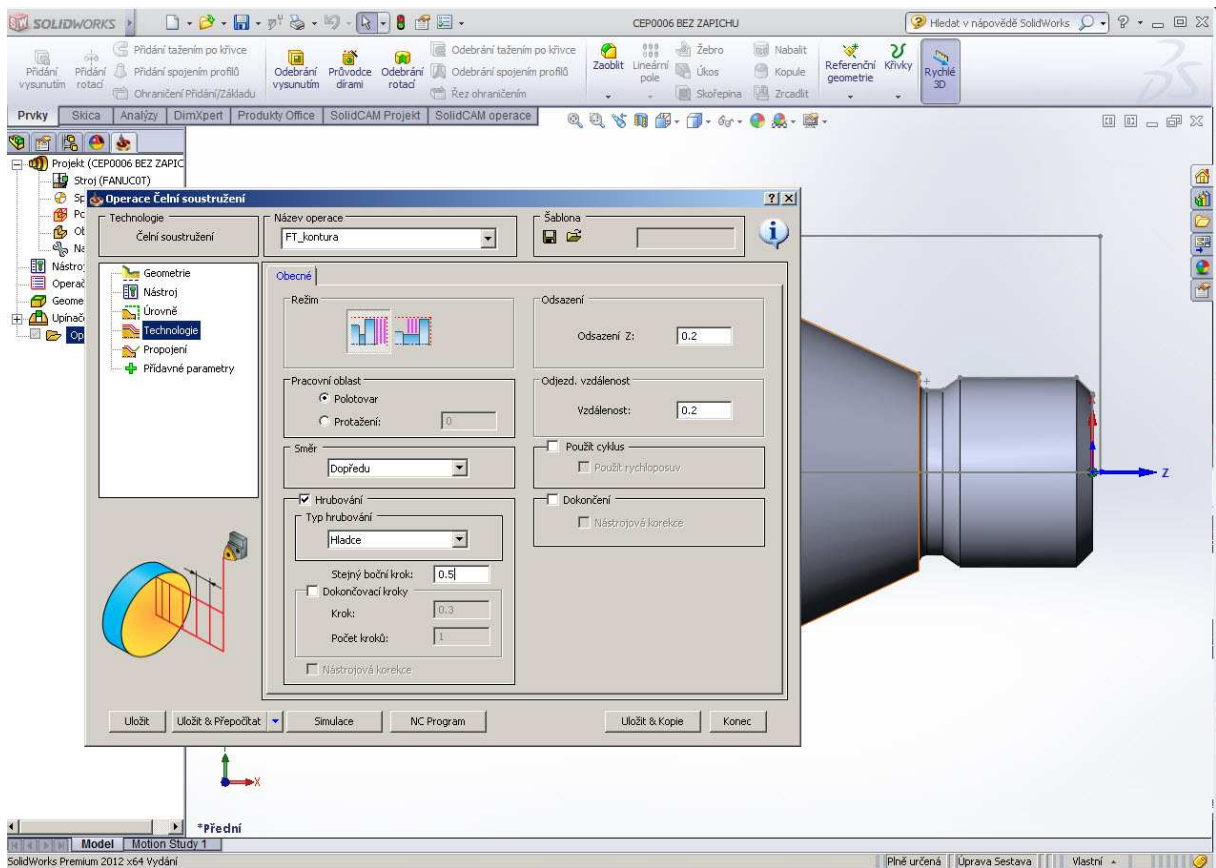 SOLIDWORKS
CEP0006 BEZ ZAPICHU
Hledat v nápovědě SolidWorks
Přidání vysunutím
Přidání rotací
Přidání tažením po křivce
Přidání spojením profilů
Ohraničení Přidání/Základu
Odebrání vysunutím
Průvodce dírami
Odebrání rotací
Odebrání tažením po křivce
Odebrání spojením profilů
Řez ohraničením
Zaoblit
Lineární pole
Žebro
Úkos
Skořepina
Nabalit
Kopule
Zrcadlit
Referenční geometrie
Křivky
Rychlé 3D
Prvky
Skica
Analýzy
DimXpert
Produkty Office
SolidCAM Projekt
SolidCAM operace
Projekt (CEP0006 BEZ ZAPIC
Stroj (FANUC0T)
Sp
Po
Ob
Na
Nástroj
Operac
Geome
Upínač
Op
Operace Čelní soustružení
Technologie
Čelní soustružení
Název operace
FT_kontura
Šablona
Geometrie
Nástroj
Úrovně
Technologie
Propojení
Přídavné parametry
Obecné
Režim
Pracovní oblast
Polotovar
Protažení: 0
Směr
Dopředu
Hrubování
Typ hrubování
Hladce
Stejný boční krok: 0.5
Dokončovací kroky
Krok: 0.3
Počet kroků: 1
Nástrojová korekce
Odsazení
Odsazení Z: 0.2
Odjezd. vzdálenost
Vzdálenost: 0.2
Použít cyklus
Použít rychloposuv
Dokončení
Nástrojová korekce
Uložit
Uložit & Přepočítat
Simulace
NC Program
Uložit & Kopie
Konec
Z
X
*Přední
Model
Motion Study 1
SolidWorks Premium 2012 x64 Vydání
Plně určená
Úprava Sestava
Vlastní